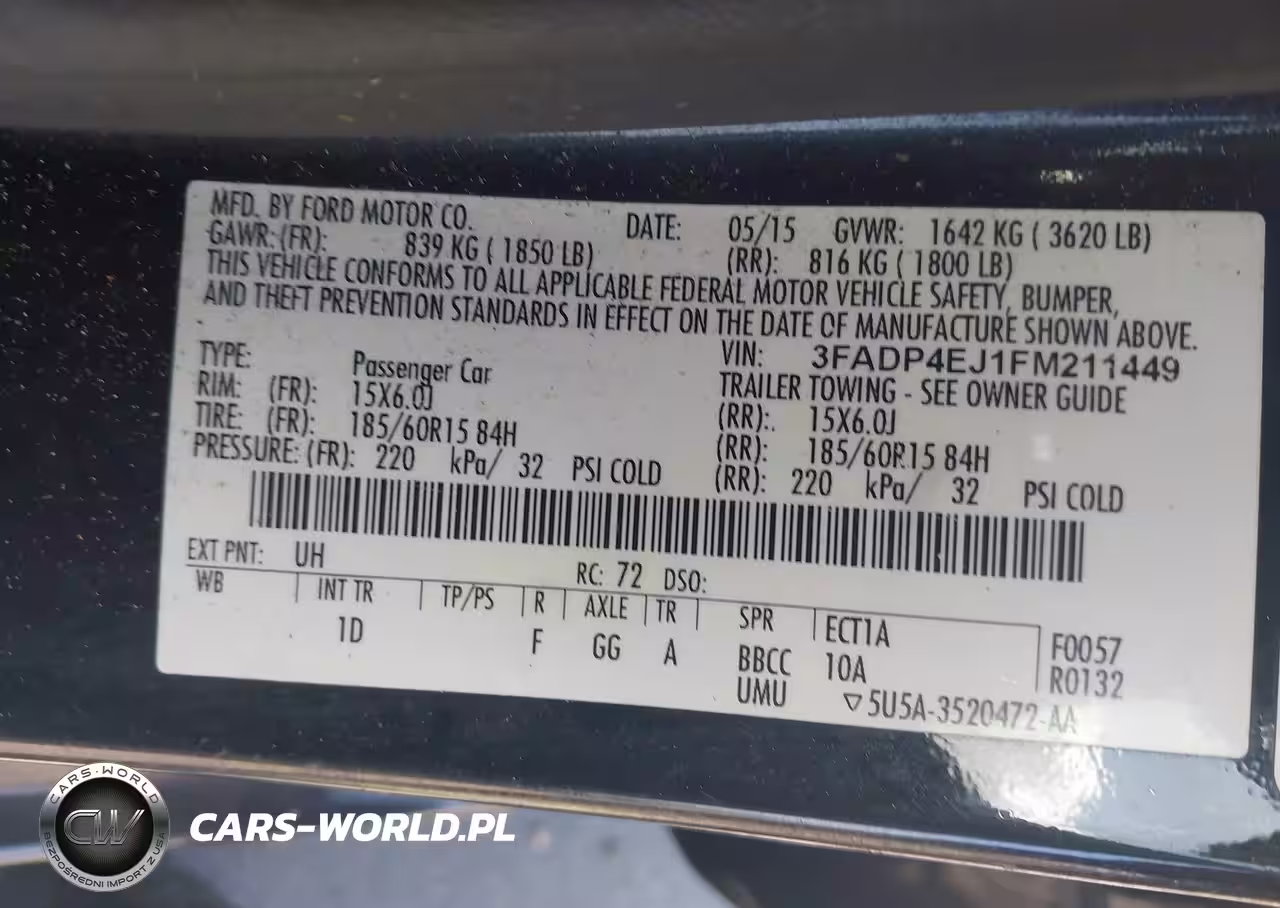 MFD. BY FORD MOTOR CO. DATE: 05/15 GVWR: 1642 KG ( 3620 LB)
GAWR: (FR): 839 KG ( 1850 LB) (RR): 816 KG ( 1800 LB)
THIS VEHICLE CONFORMS TO ALL APPLICABLE FEDERAL MOTOR VEHICLE SAFETY, BUMPER,
AND THEFT PREVENTION STANDARDS IN EFFECT ON THE DATE OF MANUFACTURE SHOWN ABOVE.
VIN: 3FADP4EJ1FM211449
TYPE: Passenger Car TRAILER TOWING - SEE OWNER GUIDE
RIM: (FR): 15X6.0J (RR): 15X6.0J
TIRE: (FR): 185/60R15 84H (RR): 185/60R15 84H
PRESSURE: (FR): 220 kPa/ 32 PSI COLD (RR): 220 kPa/ 32 PSI COLD
EXT PNT: UH RC: 72 DSO:
WB INT TR TP/PS R AXLE TR SPR ECT1A F0057
1D F GG A BBCC 10A R0132
UMU ▽5U5A-3520472-AA
CARS-WORLD
CW
BEZPOŚREDNI IMPORT Z USA
CARS-WORLD.PL